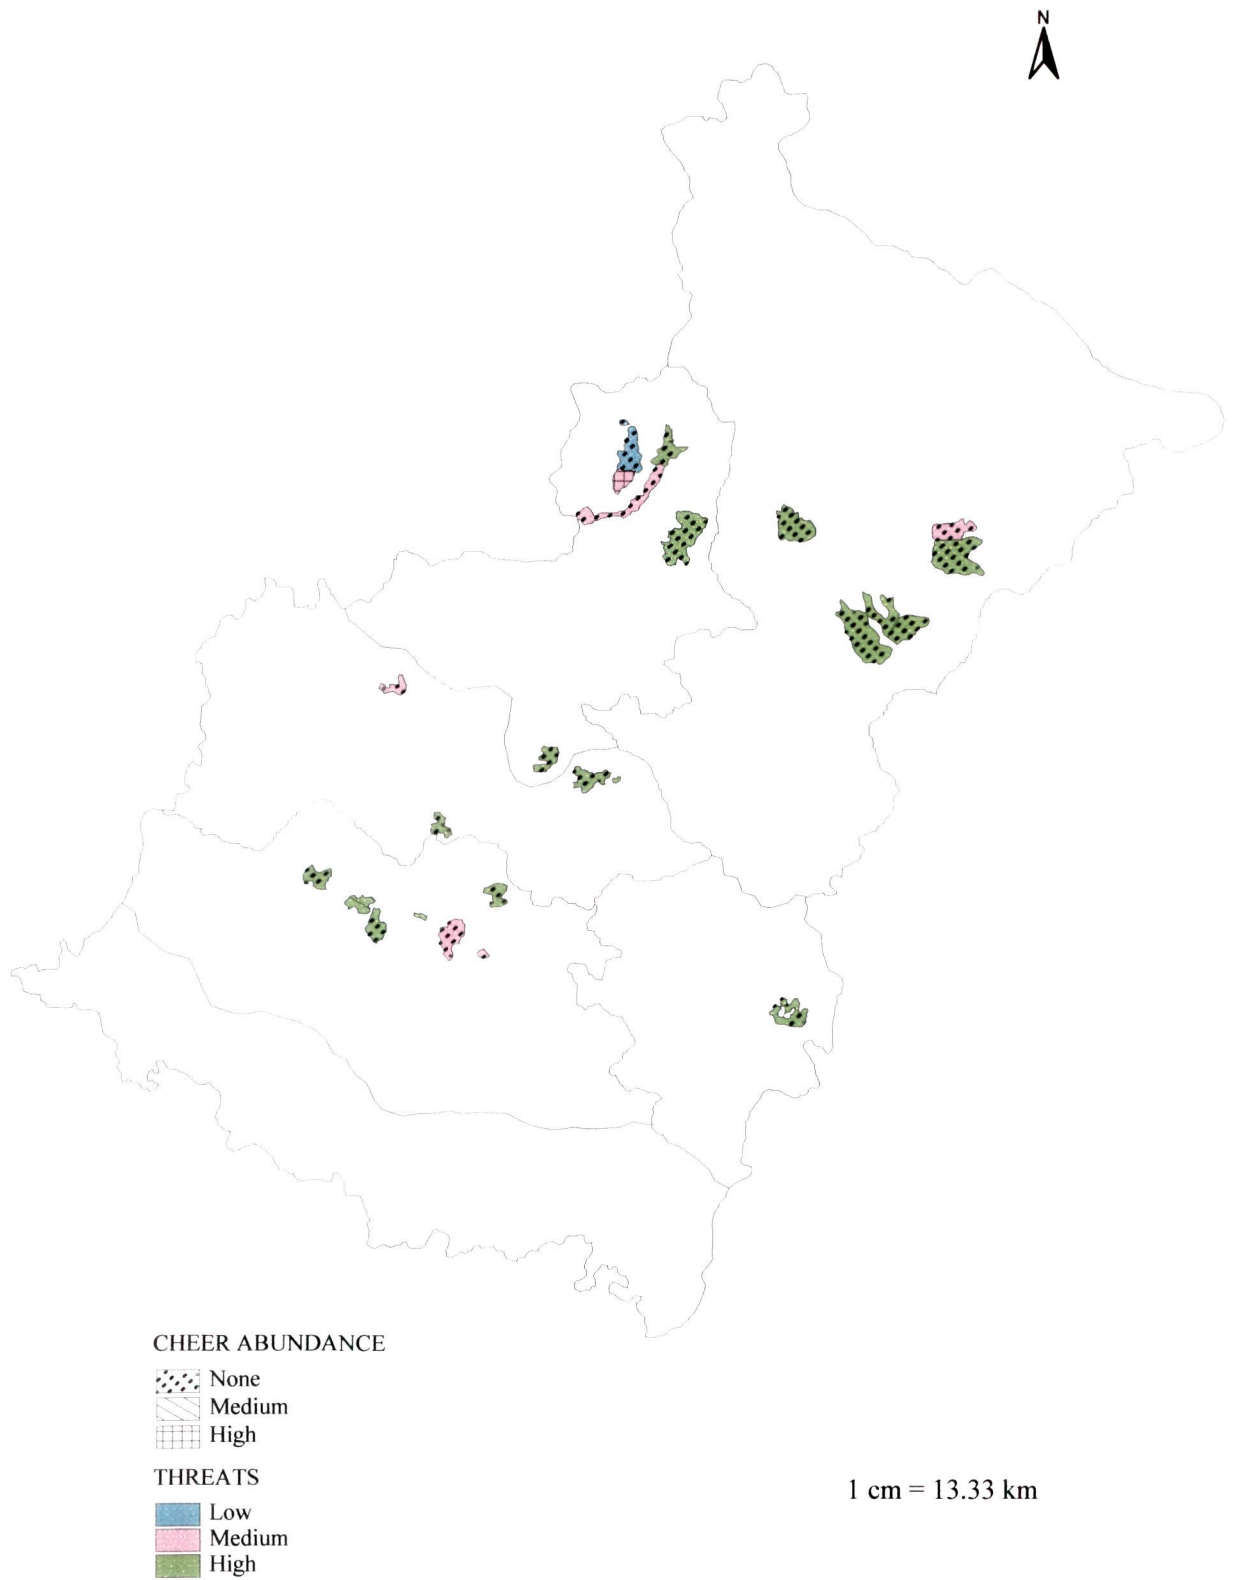 N
CHEER ABUNDANCE
None
Medium
High
THREATS
Low
Medium
High
1 cm = 13.33 km